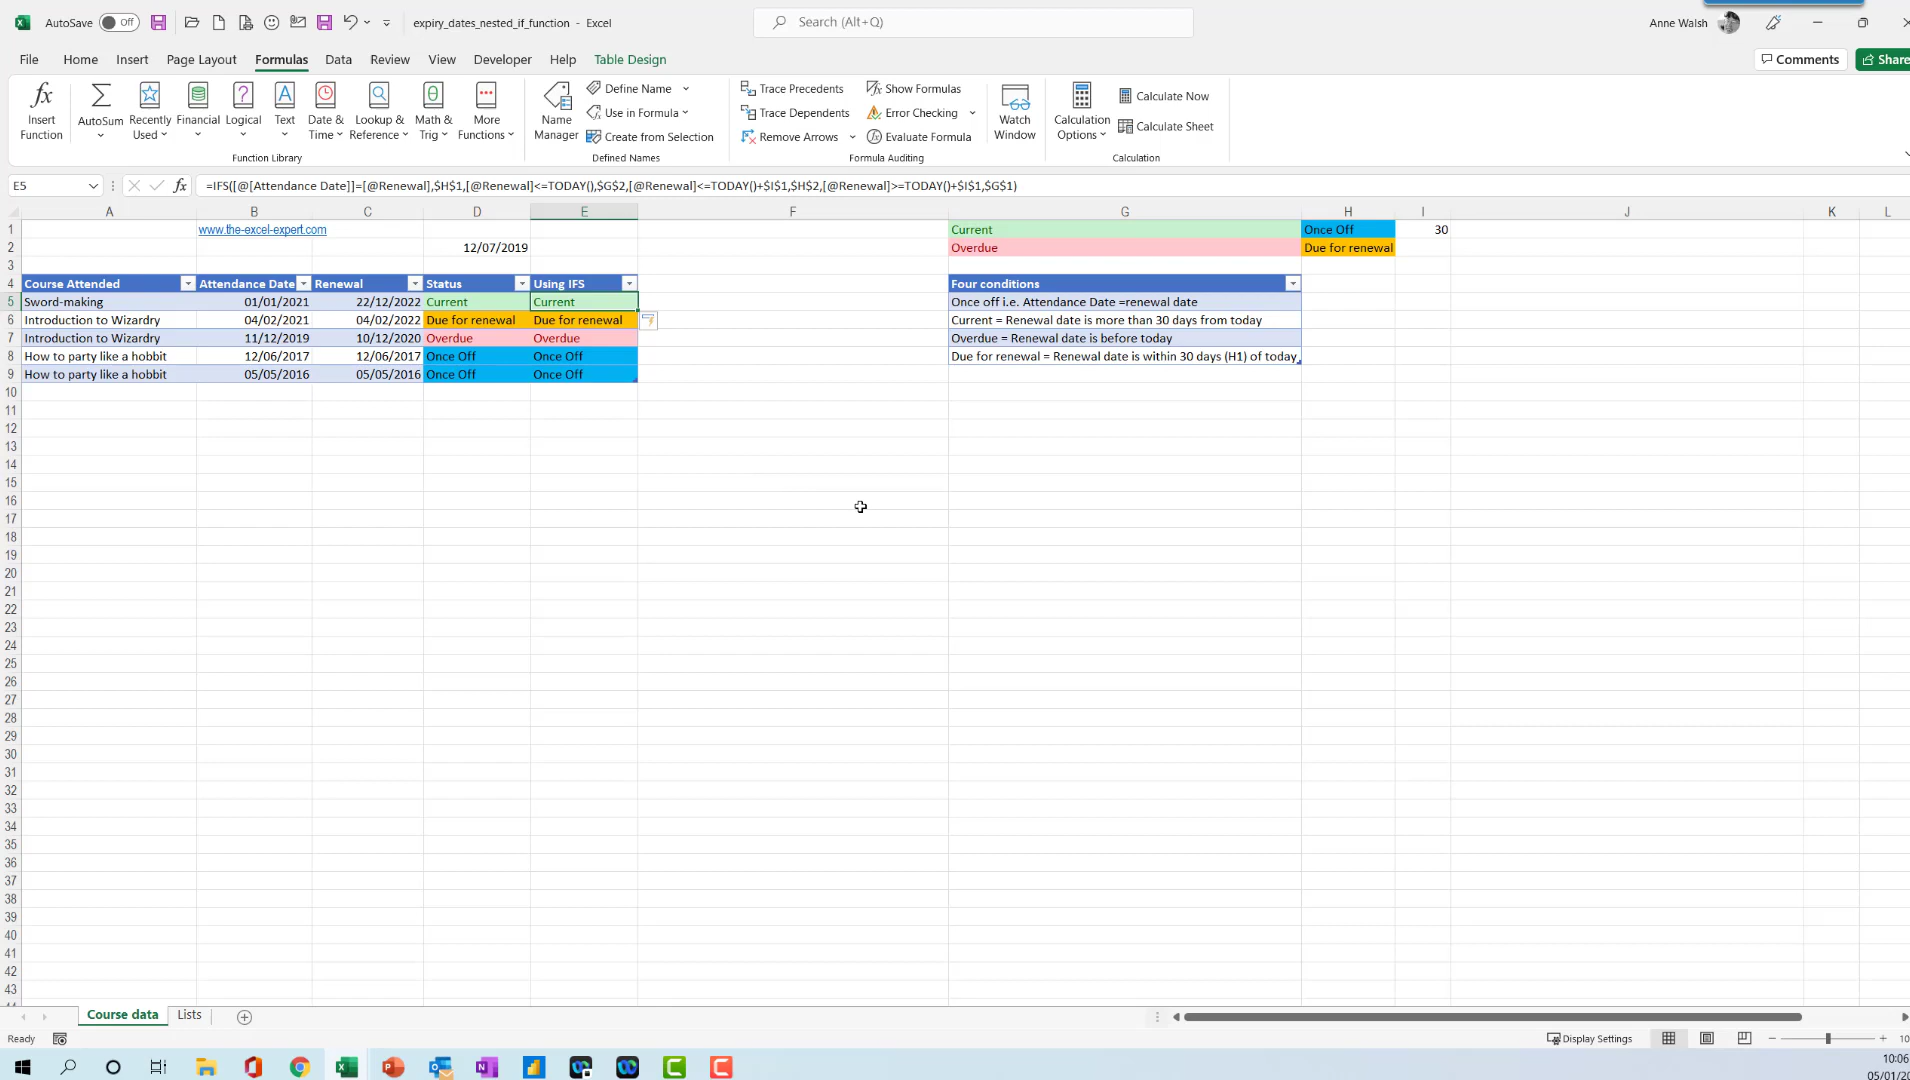 AutoSave Off expiry_dates_nested_if_function - Excel Search (Alt+Q) Anne Walsh
File Home Insert Page Layout Formulas Data Review View Developer Help Table Design Comments Share
Insert Function AutoSum Recently Used Financial Logical Text Date & Time Lookup & Reference Math & Trig More Functions
Function Library
Name Manager Define Name Use in Formula Create from Selection
Defined Names
Trace Precedents Trace Dependents Remove Arrows Show Formulas Error Checking Evaluate Formula
Formula Auditing
Watch Window
Calculation Options Calculate Now Calculate Sheet
Calculation
E5 fx =IFS([@[Attendance Date]]=[@Renewal],$H$1,[@Renewal]<=TODAY(),$G$2,[@Renewal]<=TODAY()+$I$1,$H$2,[@Renewal]>=TODAY()+$I$1,$G$1)
A B C D E F G H I J K L
1 www.the-excel-expert.com Current Once Off 30
2 12/07/2019 Overdue Due for renewal
3
4 Course Attended Attendance Date Renewal Status Using IFS Four conditions
5 Sword-making 01/01/2021 22/12/2022 Current Current Once off i.e. Attendance Date =renewal date
6 Introduction to Wizardry 04/02/2021 04/02/2022 Due for renewal Due for renewal Current = Renewal date is more than 30 days from today
7 Introduction to Wizardry 11/12/2019 10/12/2020 Overdue Overdue Overdue = Renewal date is before today
8 How to party like a hobbit 12/06/2017 12/06/2017 Once Off Once Off Due for renewal = Renewal date is within 30 days (H1) of today
9 How to party like a hobbit 05/05/2016 05/05/2016 Once Off Once Off
10
11
12
13
14
15
16
17
18
19
20
21
22
23
24
25
26
27
28
29
30
31
32
33
34
35
36
37
38
39
40
41
42
43
Course data Lists
Ready Display Settings 10
10:06
05/01/20